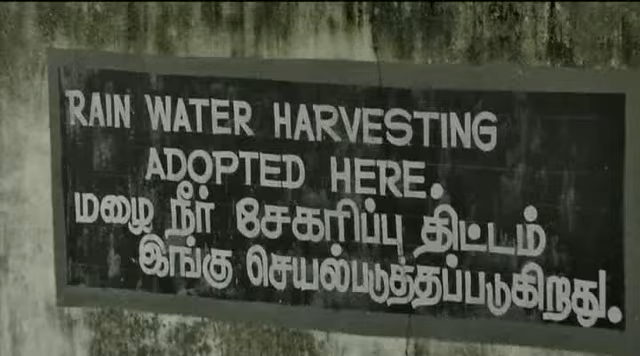 RAIN WATER HARVESTING
ADOPTED HERE.
மழை நீர் சேகரிப்பு திட்டம்
இங்கு செயல்படுத்தப்படுகிறது.